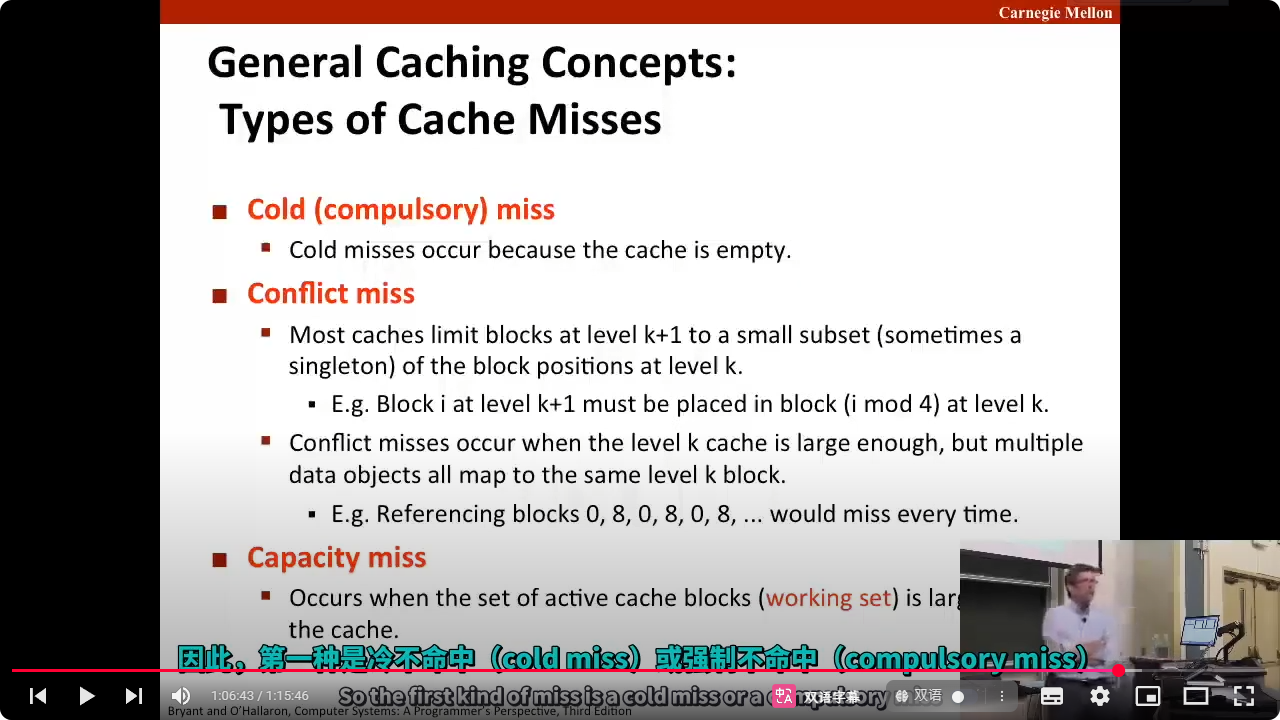 Carnegie Mellon
General Caching Concepts:
Types of Cache Misses
Cold (compulsory) miss
Cold misses occur because the cache is empty.
Conflict miss
Most caches limit blocks at level k+1 to a small subset (sometimes a
singleton) of the block positions at level k.
E.g. Block i at level k+1 must be placed in block (i mod 4) at level k.
Conflict misses occur when the level k cache is large enough, but multiple
data objects all map to the same level k block.
E.g. Referencing blocks 0, 8, 0, 8, 0, 8, ... would miss every time.
Capacity miss
Occurs when the set of active cache blocks (working set) is
the cache.
因此，第一种是冷不命中（cold miss）或强制不命中（compulsory miss）
1:06:43 / 1:15:46
So the first kind of miss is a cold miss or a
双语字幕
双语
Bryant and O'Hallaron, Computer Systems: A Programmer's Perspective, Third Edition